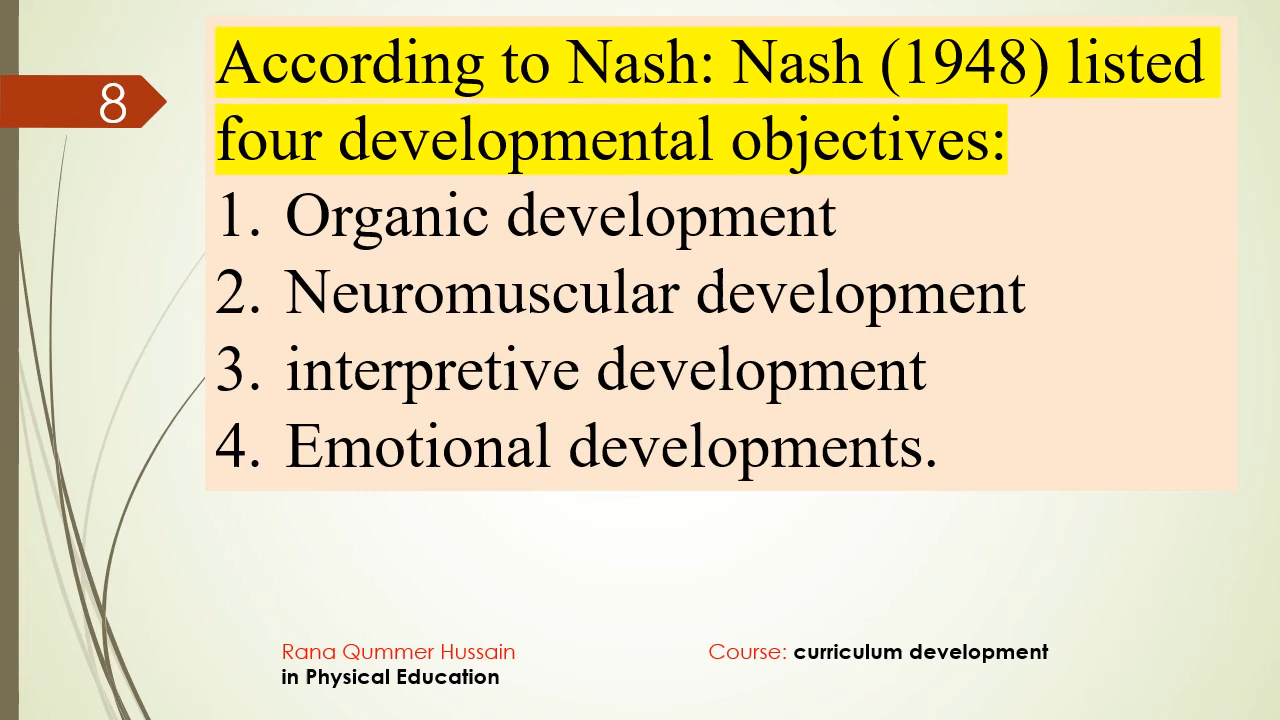 8
According to Nash: Nash (1948) listed
four developmental objectives:
1. Organic development
2. Neuromuscular development
3. interpretive development
4. Emotional developments.
Rana Qummer Hussain
in Physical Education
Course: curriculum development